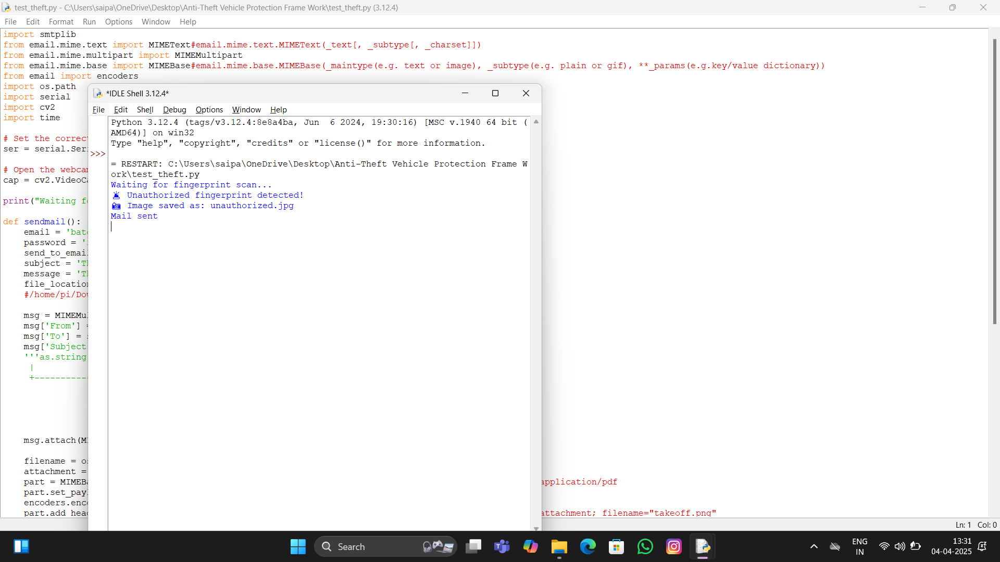 test_theft.py - C:\Users\saipa\OneDrive\Desktop\Anti-Theft Vehicle Protection Frame Work\test_theft.py (3.12.4)
File Edit Format Run Options Window Help
import smtplib
from email.mime.text import MIMEText#email.mime.text.MIMEText(_text[, _subtype[, _charset]])
from email.mime.multipart import MIMEMultipart
from email.mime.base import MIMEBase#email.mime.base.MIMEBase(_maintype(e.g. text or image), _subtype(e.g. plain or gif), **_params(e.g.key/value dictionary))
from email import encoders
import os.path
import serial
import cv2
import time
# Set the correc
ser = serial.Ser
# Open the webca
cap = cv2.VideoC
print("Waiting f
def sendmail():
email = 'bat
password = '
send_to_emai
subject = 'T
message = 'T
file_locatio
#/home/pi/Do
msg = MIMEMu
msg['From'] =
msg['To'] =
msg['Subject
'''as.string
|
+-----------
msg.attach(M
filename = o
attachment =
part = MIMEB
part.set_pay
encoders.enc
part.add_hea
application/pdf
attachment; filename="takeoff.png"
Ln: 1 Col: 0
*IDLE Shell 3.12.4*
File Edit Shell Debug Options Window Help
Python 3.12.4 (tags/v3.12.4:8e8a4ba, Jun  6 2024, 19:30:16) [MSC v.1940 64 bit (
AMD64)] on win32
Type "help", "copyright", "credits" or "license()" for more information.
>>>
= RESTART: C:\Users\saipa\OneDrive\Desktop\Anti-Theft Vehicle Protection Frame W
ork\test_theft.py
Waiting for fingerprint scan...
🚨 Unauthorized fingerprint detected!
📸 Image saved as: unauthorized.jpg
Mail sent
Search
ENG
IN
13:31
04-04-2025